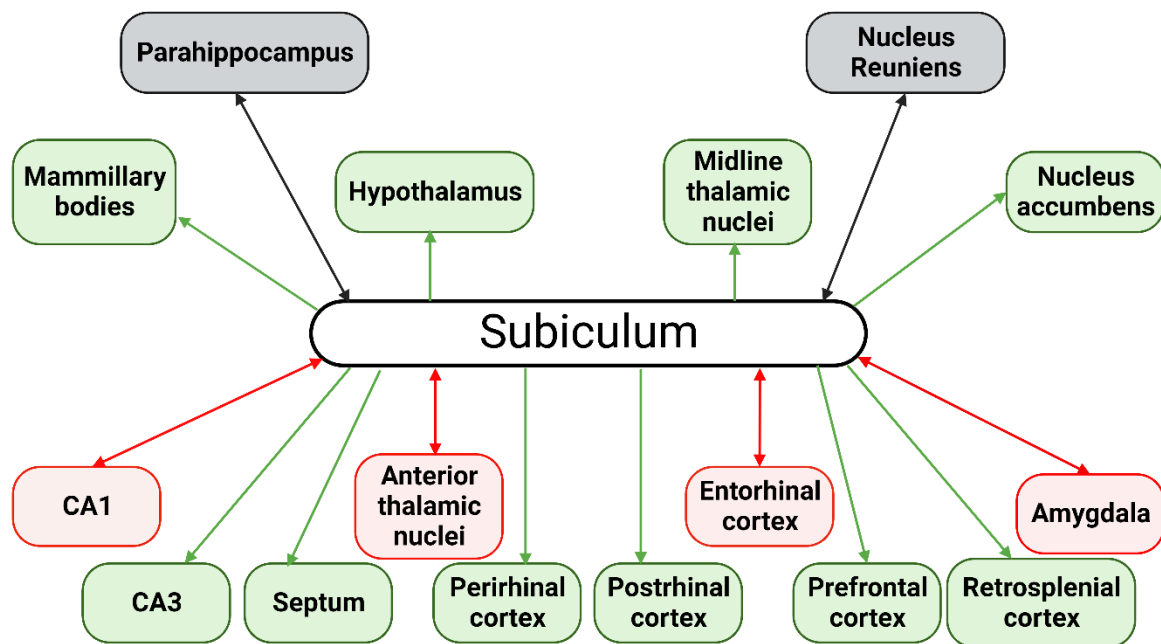 Parahippocampus
Nucleus
Reuniens
Mammillary
bodies
Hypothalamus
Midline
thalamic
nuclei
Nucleus
accumbens
Subiculum
CA1
Anterior
thalamic
nuclei
Entorhinal
cortex
Amygdala
CA3
Septum
Perirhinal
cortex
Postrhinal
cortex
Prefrontal
cortex
Retrosplenial
cortex